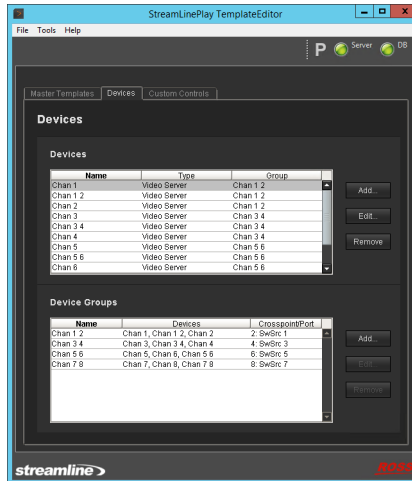 StreamLinePlay TemplateEditor
File Tools Help
P Server DB
Master Templates Devices Custom Controls
Devices
Devices
Name Type Group
Chan 1 Video Server Chan 1 2
Chan 1 2 Video Server Chan 1 2
Chan 2 Video Server Chan 1 2
Chan 3 Video Server Chan 3 4
Chan 3 4 Video Server Chan 3 4
Chan 4 Video Server Chan 3 4
Chan 5 Video Server Chan 5 6
Chan 5 6 Video Server Chan 5 6
Chan 6 Video Server Chan 5 6
Add...
Edit...
Remove
Device Groups
Name Devices Crosspoint/Port
Chan 1 2 Chan 1, Chan 1 2, Chan 2 2: SwSrc 1
Chan 3 4 Chan 3, Chan 3 4, Chan 4 4: SwSrc 3
Chan 5 6 Chan 5, Chan 6, Chan 5 6 6: SwSrc 5
Chan 7 8 Chan 7, Chan 8, Chan 7 8 8: SwSrc 7
Add...
Edit...
Remove
streamline ROSS